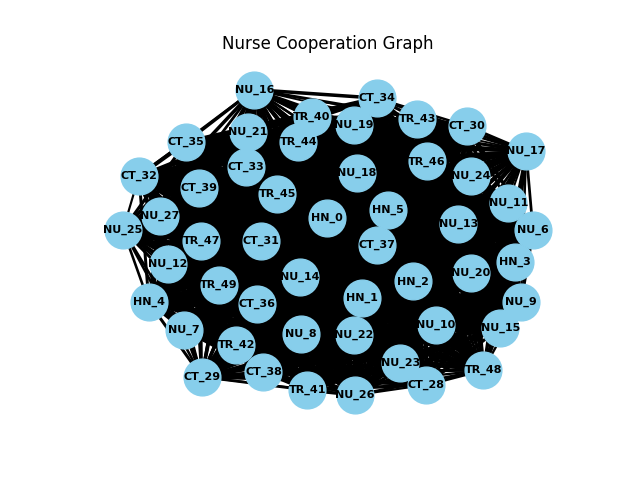 Nurse Cooperation Graph
NU_16
CT_34
TR_40
TR_43
NU_19
CT_30
NU_21
CT_35
TR_44
NU_17
TR_46
CT_33
NU_18
CT_32
NU_24
CT_39
TR_45
NU_11
HN_5
NU_27
HN_0
NU_13
NU_25
NU_6
TR_47
CT_31
CT_37
NU_12
HN_3
NU_20
NU_14
HN_2
TR_49
HN_1
HN_4
NU_9
CT_36
NU_10
NU_15
NU_7
NU_8
NU_22
TR_42
NU_23
TR_48
CT_38
CT_29
CT_28
TR_41
NU_26